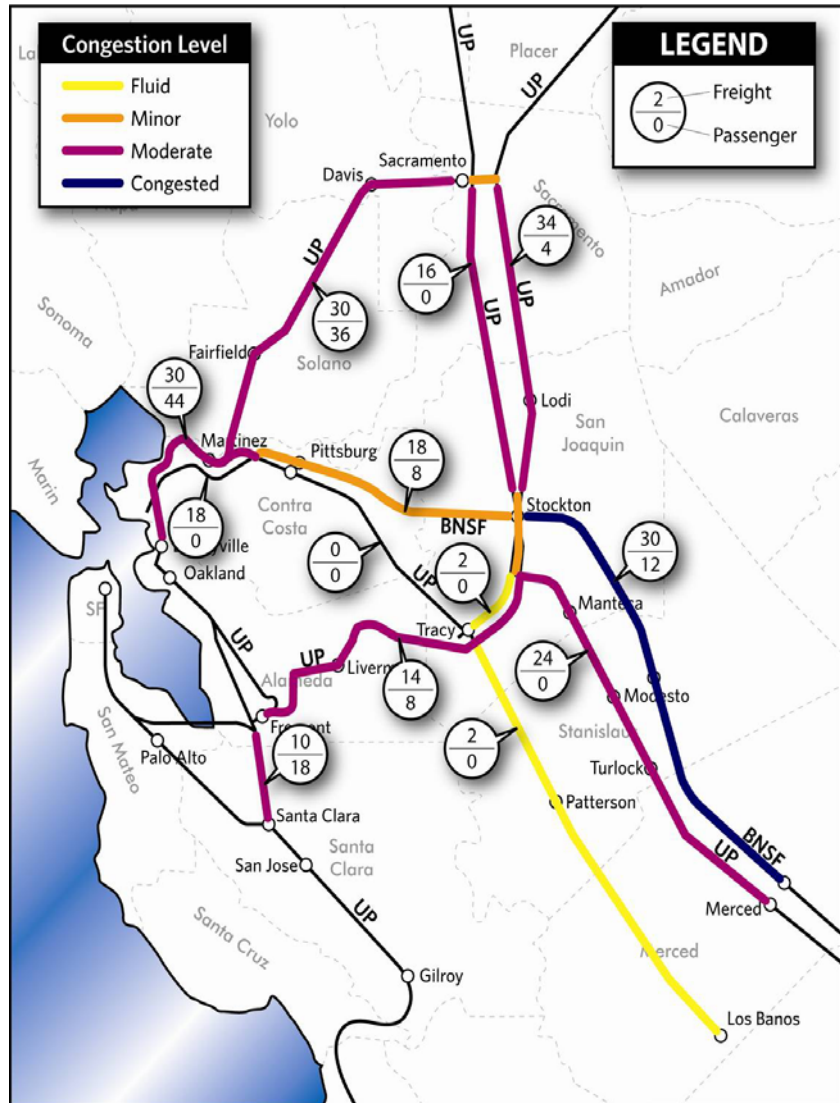 Congestion Level
Fluid
Minor
Moderate
Congested
LEGEND
2
0
Freight
Passenger
UP
UP
Placer
Yolo
Davis
Sacramento
Sacramento
34
4
16
0
UP
UP
UP
30
36
Amador
Sonoma
Fairfield
Solano
30
44
Lodi
San
Joaquin
Calaveras
Marin
Martinez
Pittsburg
18
8
Contra
Costa
18
0
BNSF
Stockton
30
12
Oakland
0
0
UP
2
0
SF
Tracy
Manteca
UP
UP
Alameda
14
8
24
0
Modesto
Stanislau
San Mateo
10
18
2
0
Palo Alto
Turlock
Patterson
Santa Clara
Santa
Clara
San Jose
UP
BNSF
UP
Merced
Santa Cruz
Merced
Gilroy
Los Banos